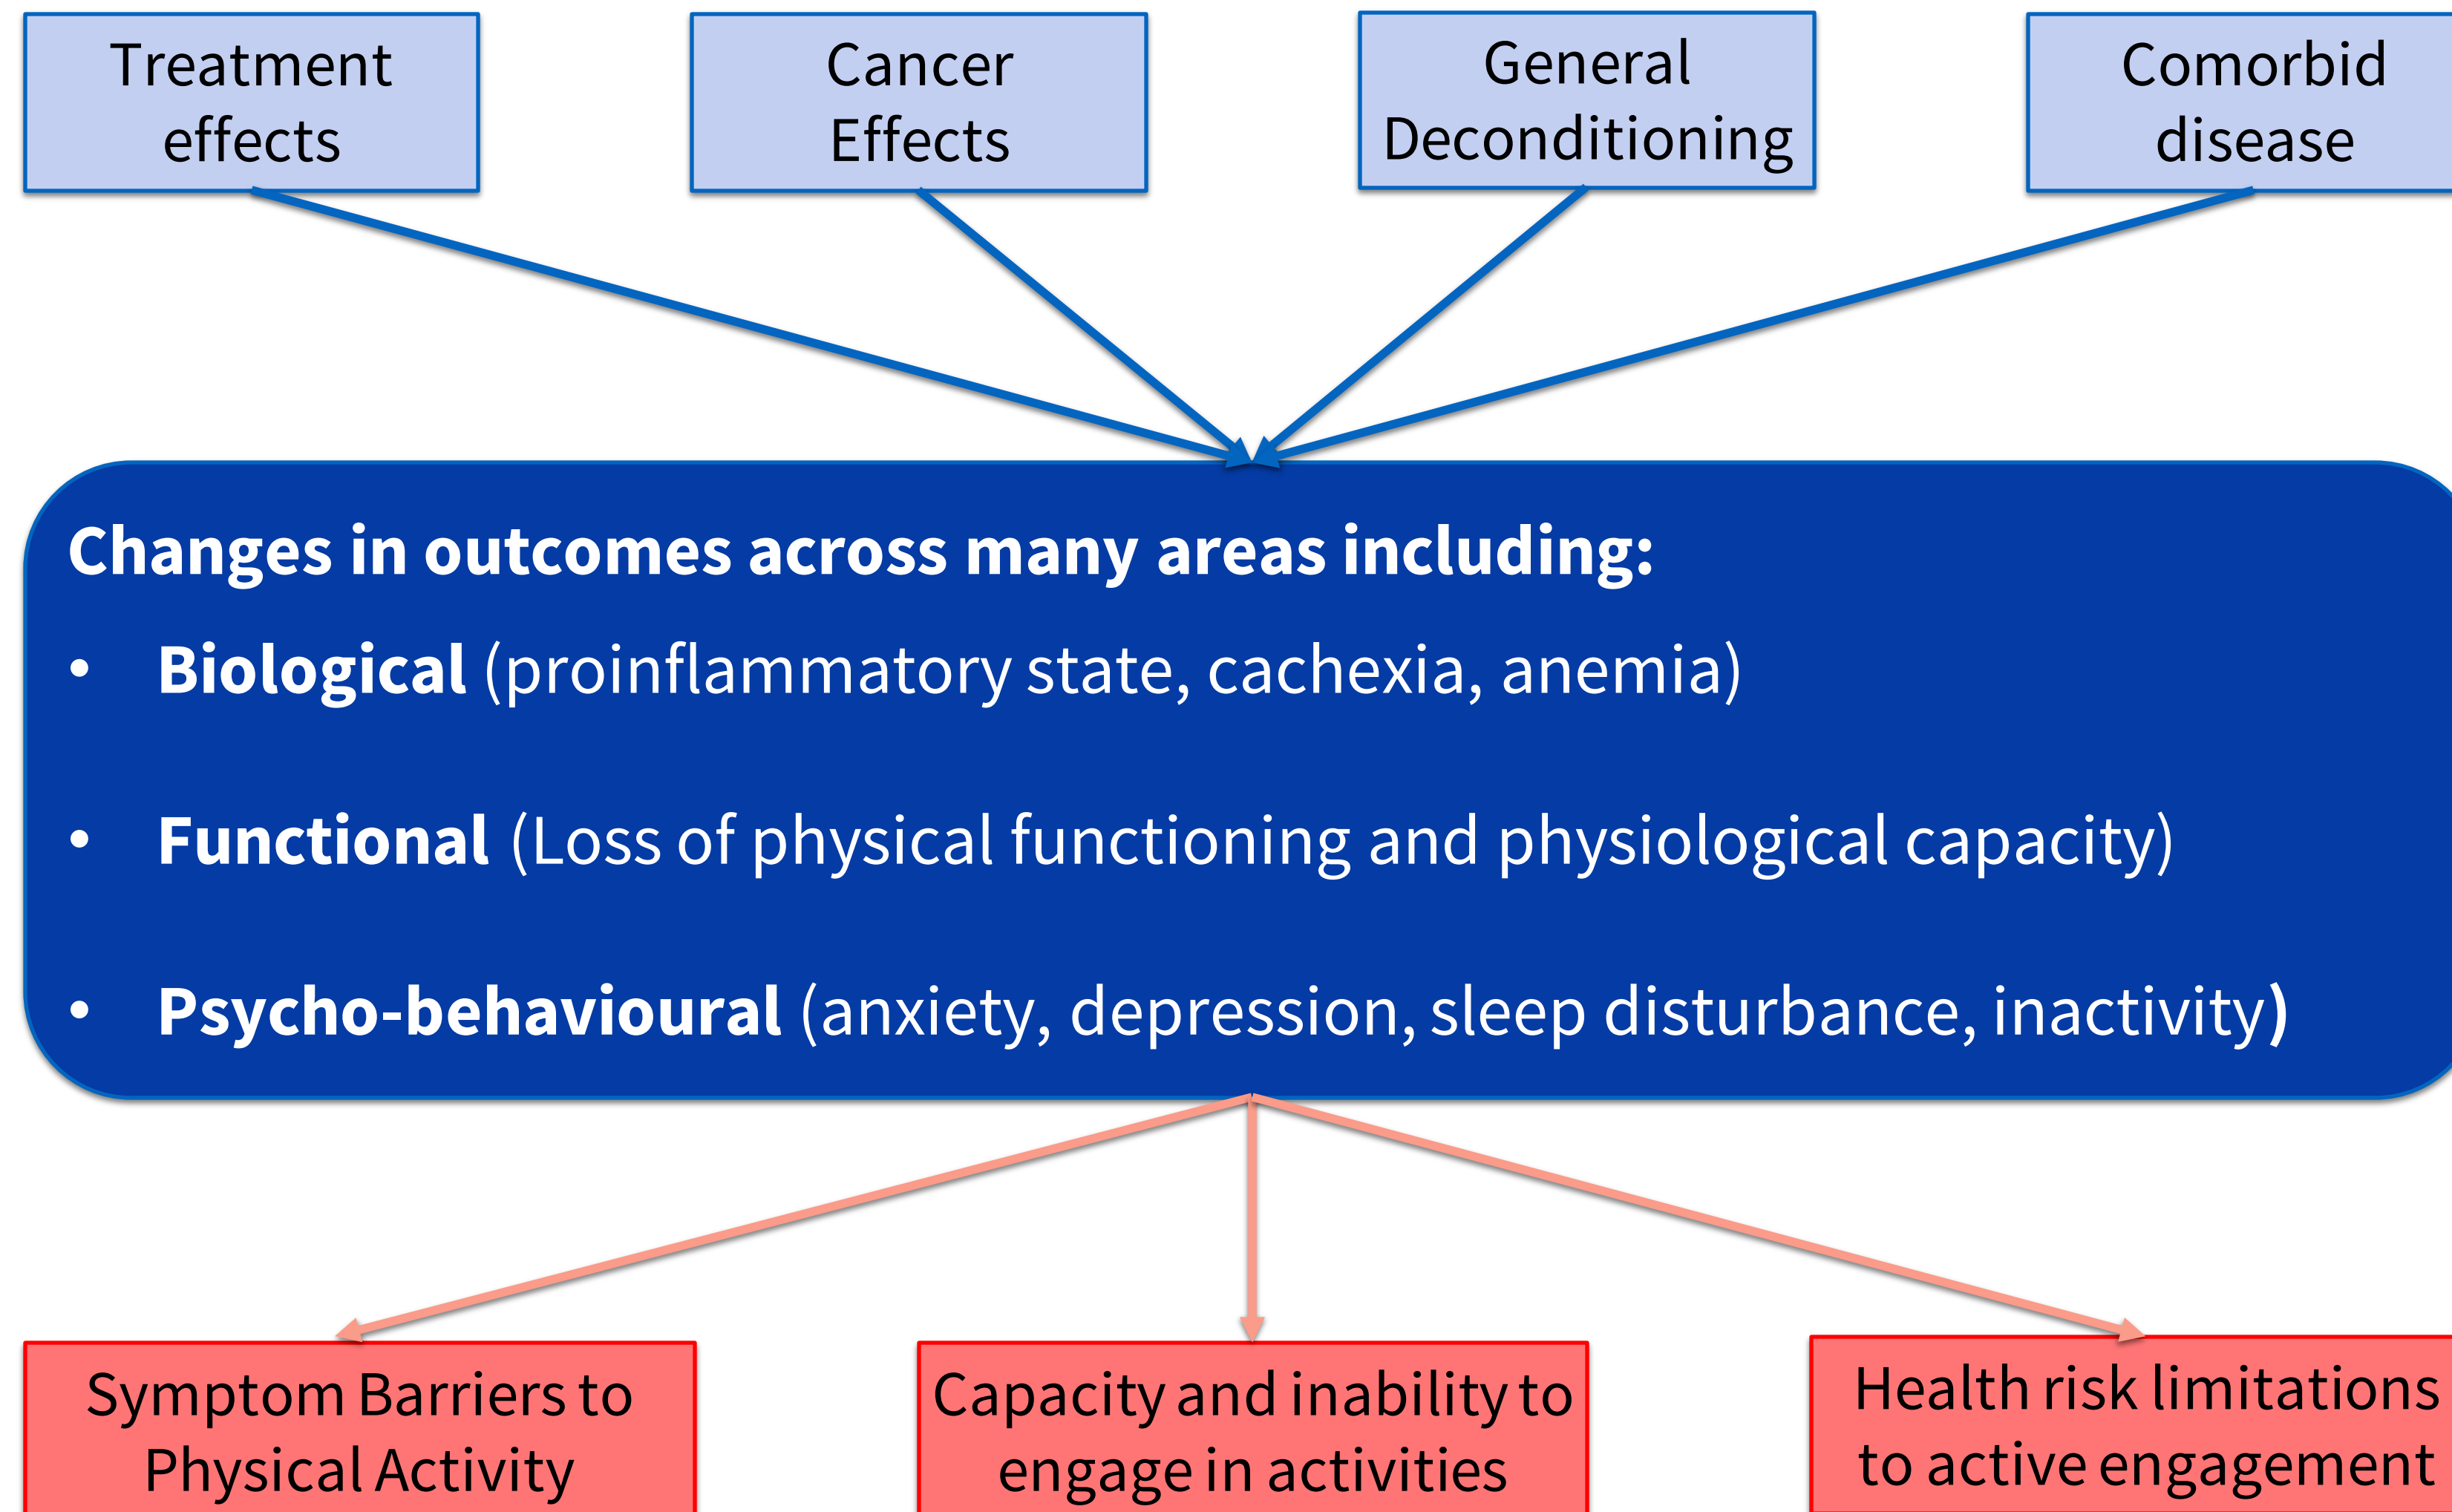 Treatment
effects
Cancer
Effects
General
Deconditioning
Comorbid
disease
Changes in outcomes across many areas including:
• Biological (proinflammatory state, cachexia, anemia)
• Functional (Loss of physical functioning and physiological capacity)
• Psycho-behavioural (anxiety, depression, sleep disturbance, inactivity)
Symptom Barriers to
Physical Activity
Capacity and inability to
engage in activities
Health risk limitations
to active engagement